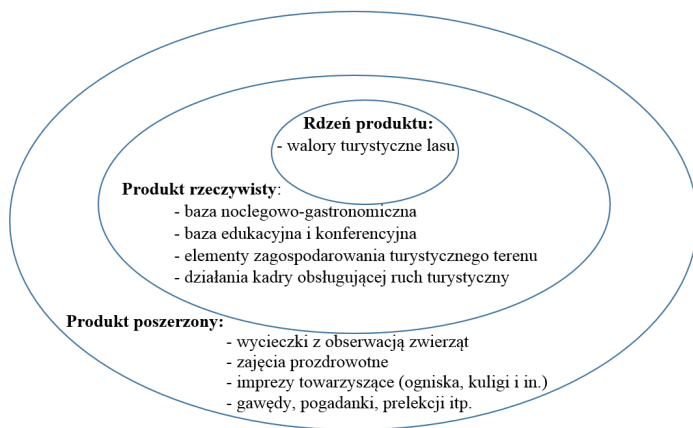 Rdzeń produktu:
- walory turystyczne lasu
Produkt rzeczywisty:
- baza noclegowo-gastronomiczna
- baza edukacyjna i konferencyjna
- elementy zagospodarowania turystycznego terenu
- działania kadry obsługującej ruch turystyczny
Produkt poszerzony:
- wycieczki z obserwacją zwierząt
- zajęcia prozdrowotne
- imprezy towarzyszące (ogniska, kuligi i in.)
- gawędy, pogadanki, prelekcji itp.